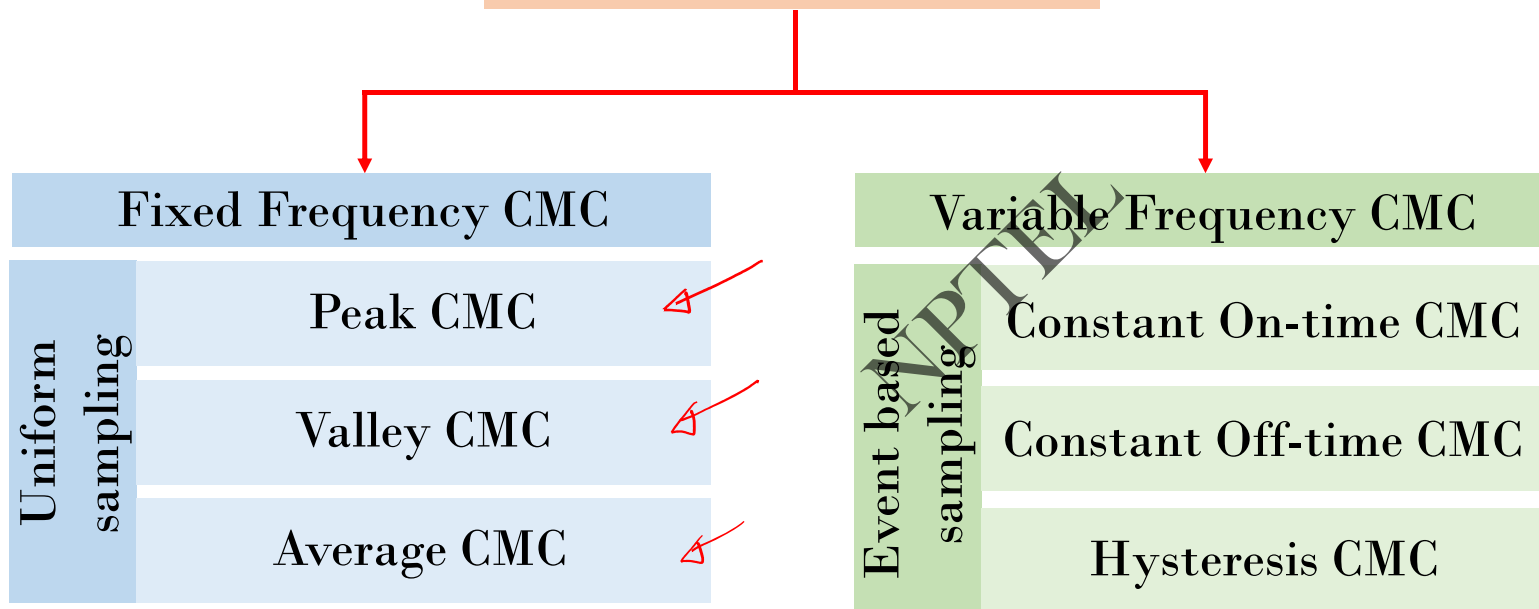 Fixed Frequency CMC
Uniform
sampling
Peak CMC
Valley CMC
Average CMC
Variable Frequency CMC
Event based
sampling
Constant On-time CMC
Constant Off-time CMC
Hysteresis CMC
NPTEL